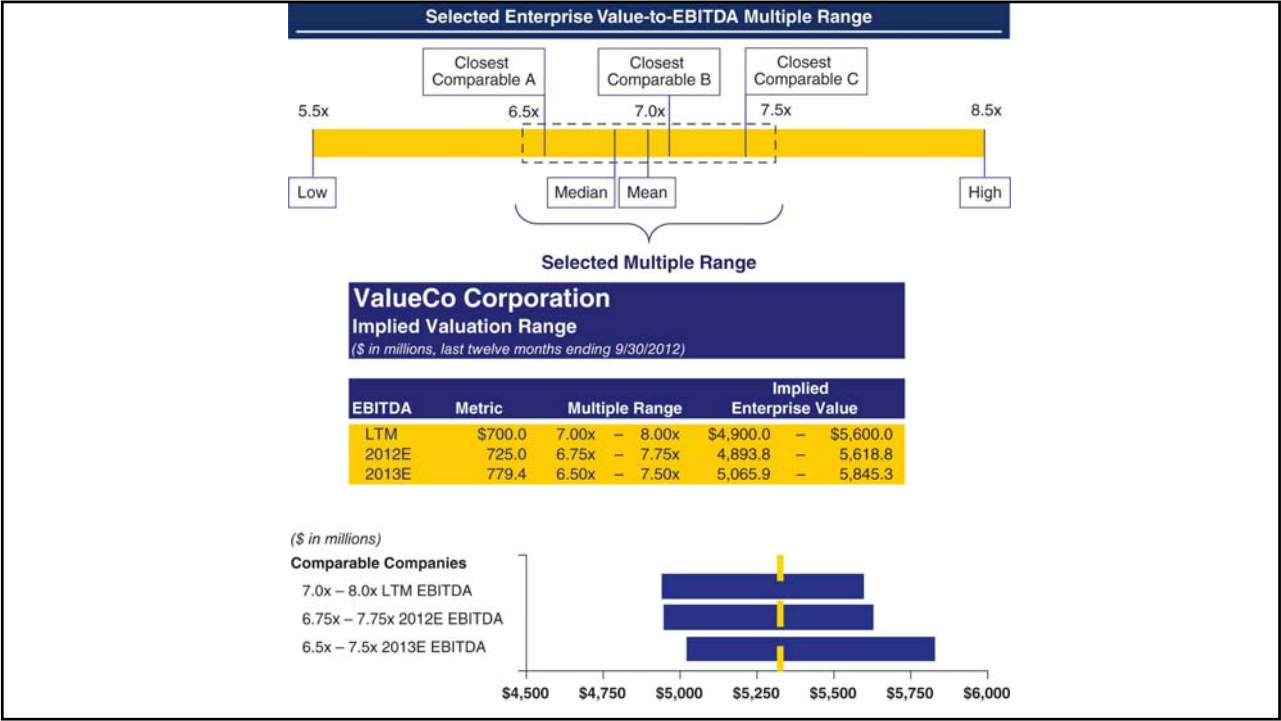 Selected Enterprise Value-to-EBITDA Multiple Range
Closest
Comparable A
Closest
Comparable B
Closest
Comparable C
5.5x
6.5x
7.0x
7.5x
8.5x
Low
Median
Mean
High
Selected Multiple Range
ValueCo Corporation
Implied Valuation Range
($ in millions, last twelve months ending 9/30/2012)
Implied
EBITDA Metric Multiple Range Enterprise Value
LTM $700.0 7.00x – 8.00x $4,900.0 – $5,600.0
2012E 725.0 6.75x – 7.75x 4,893.8 – 5,618.8
2013E 779.4 6.50x – 7.50x 5,065.9 – 5,845.3
($ in millions)
Comparable Companies
7.0x – 8.0x LTM EBITDA
6.75x – 7.75x 2012E EBITDA
6.5x – 7.5x 2013E EBITDA
$4,500 $4,750 $5,000 $5,250 $5,500 $5,750 $6,000